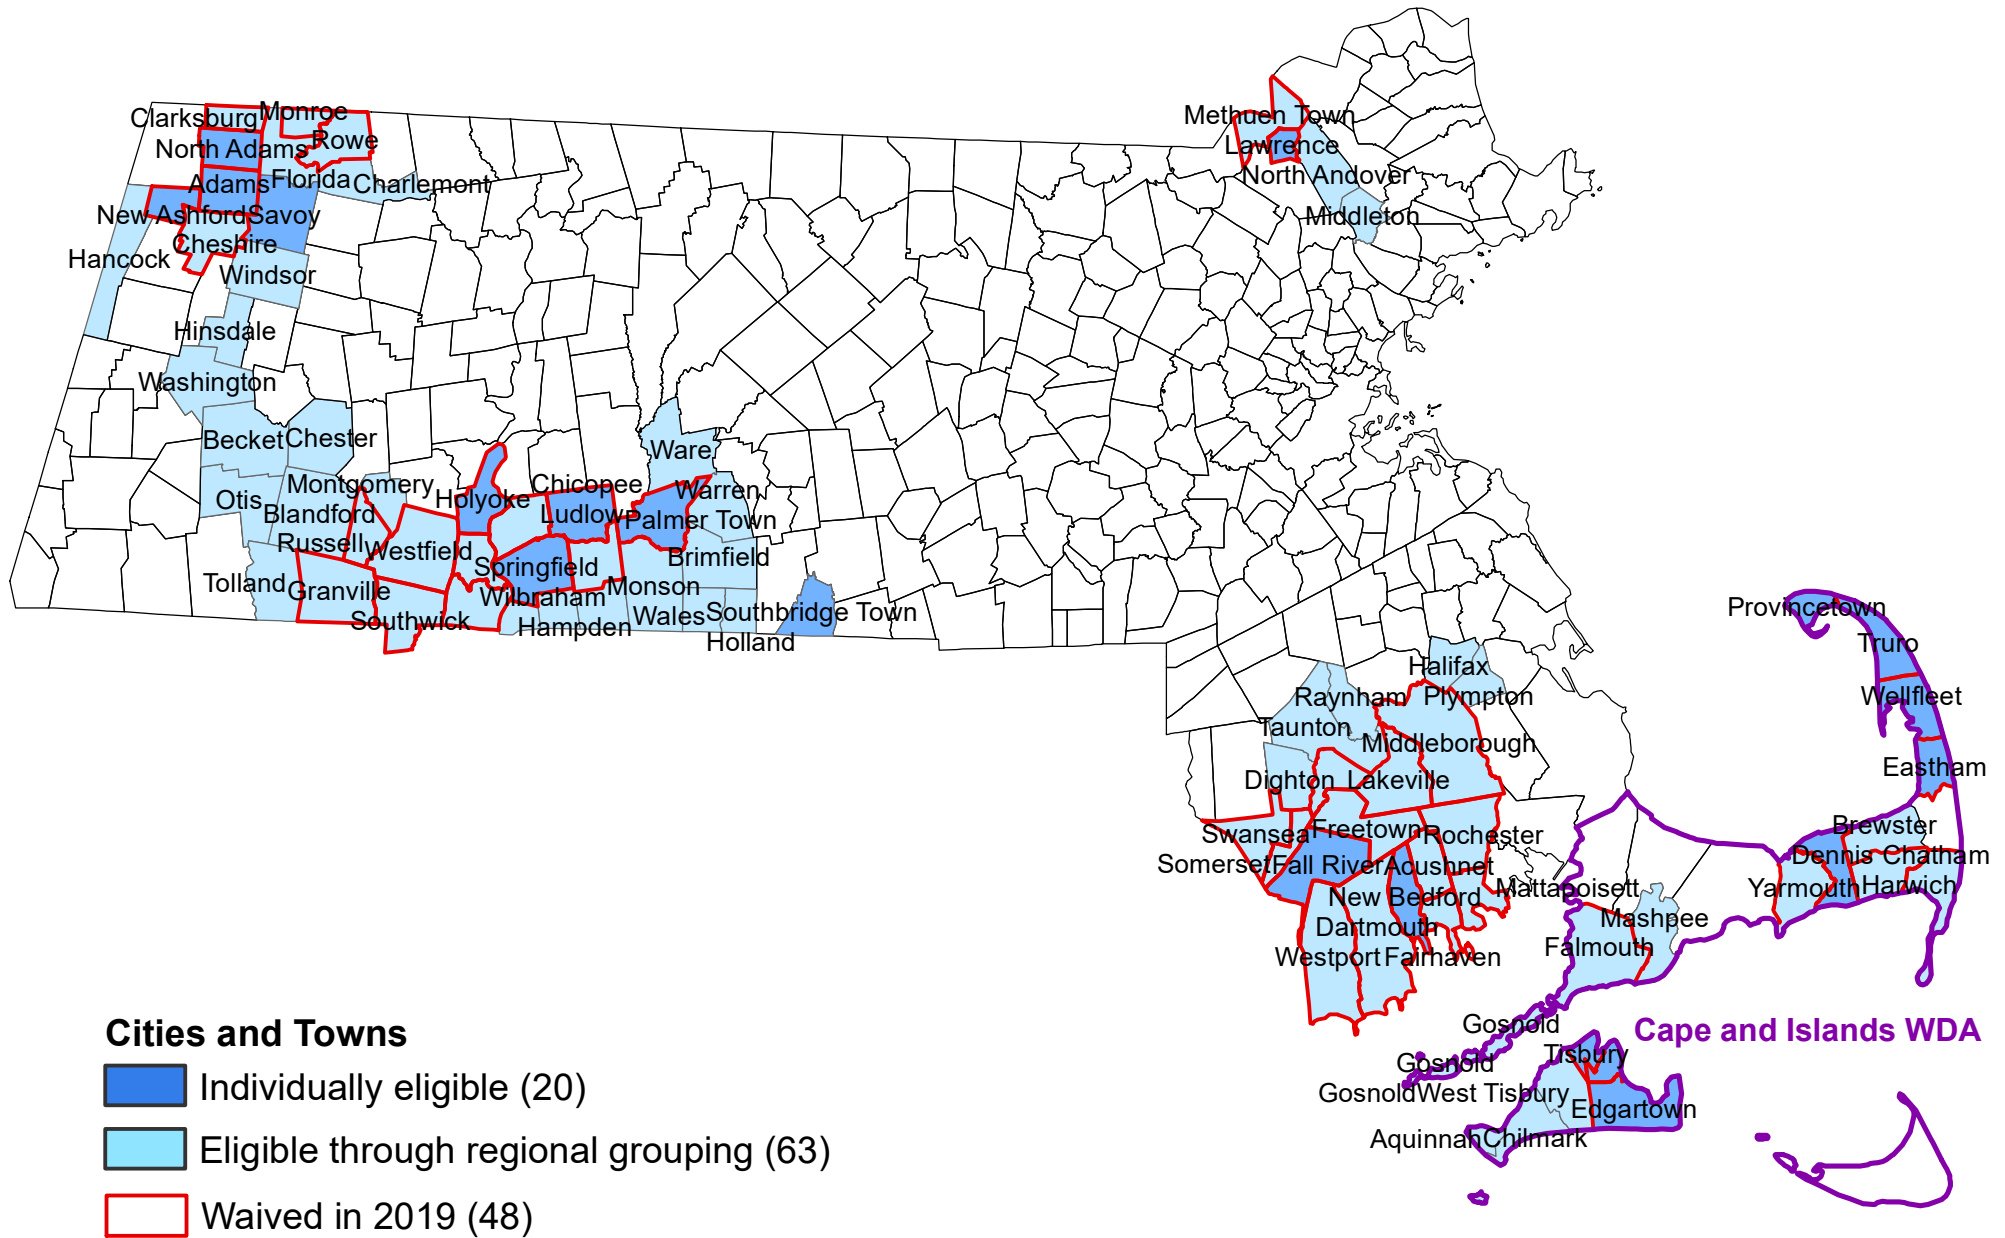 Clarksburg
Monroe
North Adams
Rowe
Adams
Florida
Charlemont
New Ashford
Savoy
Cheshire
Hancock
Windsor
Hinsdale
Washington
Becket
Chester
Otis
Montgomery
Blandford
Russell
Westfield
Tolland
Granville
Southwick
Holyoke
Chicopee
Ludlow
Springfield
Wilbraham
Hampden
Ware
Warren
Palmer Town
Brimfield
Monson
Wales
Southbridge Town
Holland
Methuen Town
Lawrence
North Andover
Middleton
Halifax
Raynham
Plympton
Taunton
Middleborough
Dighton
Lakeville
Swansea
Freetown
Rochester
Somerset
Fall River
Acushnet
New Bedford
Mattapoisett
Dartmouth
Westport
Fairhaven
Provincetown
Truro
Wellfleet
Eastham
Brewster
Dennis
Chatham
Yarmouth
Harwich
Mashpee
Falmouth
Gosnold
Gosnold
Gosnold
Tisbury
West Tisbury
Edgartown
Aquinnah
Chilmark
Cape and Islands WDA
Cities and Towns
Individually eligible (20)
Eligible through regional grouping (63)
Waived in 2019 (48)